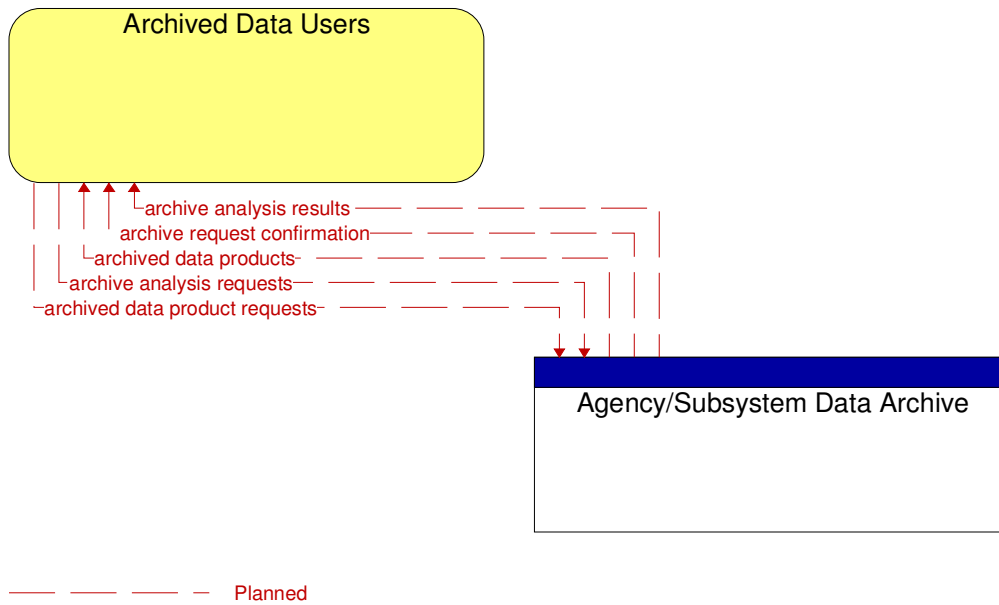 Archived Data Users
archive analysis results
archive request confirmation
archived data products
archive analysis requests
archived data product requests
Agency/Subsystem Data Archive
Planned